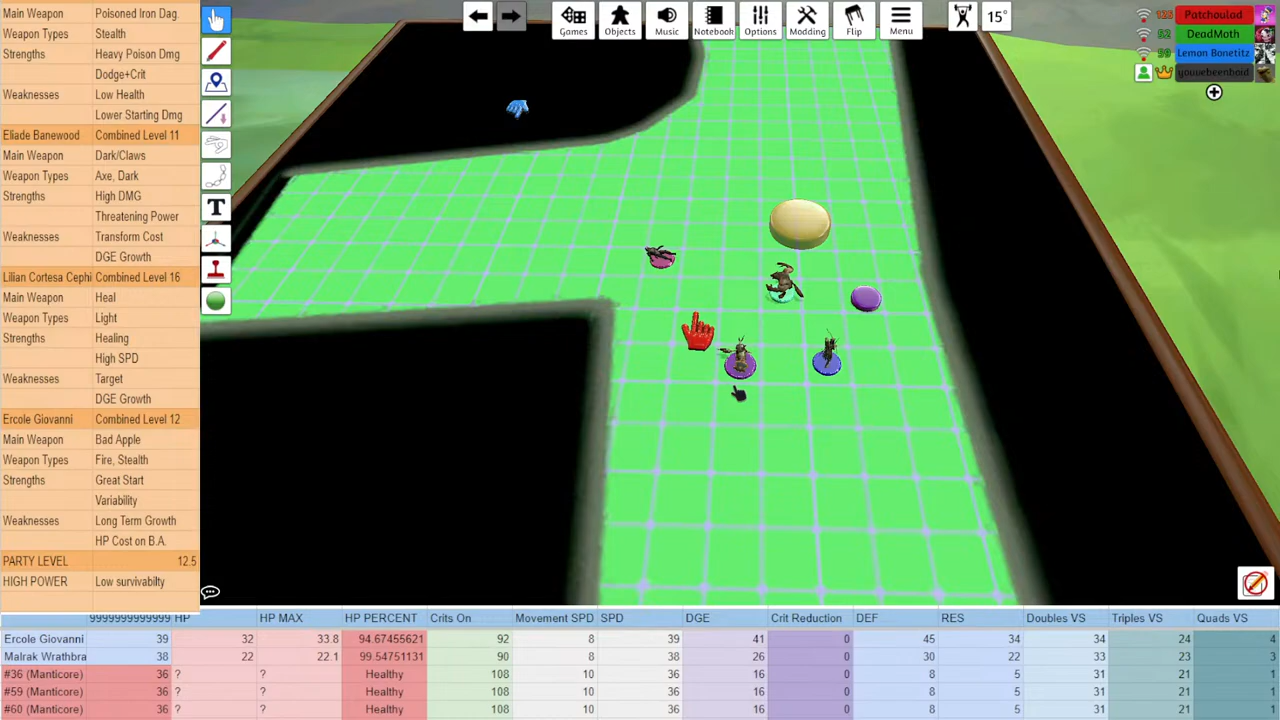 Main Weapon Poisoned Iron Dag.
Weapon Types Stealth
Strengths Heavy Poison Dmg
Dodge+Crit
Weaknesses Low Health
Lower Starting Dmg
Eliade Banewood Combined Level 11
Main Weapon Dark/Claws
Weapon Types Axe, Dark
Strengths High DMG
Threatening Power
Weaknesses Transform Cost
DGE Growth
Lilian Cortesa Cephi Combined Level 16
Main Weapon Heal
Weapon Types Light
Strengths Healing
High SPD
Weaknesses Target
DGE Growth
Ercole Giovanni Combined Level 12
Main Weapon Bad Apple
Weapon Types Fire, Stealth
Strengths Great Start
Variability
Weaknesses Long Term Growth
HP Cost on B.A.
PARTY LEVEL 12.5
HIGH POWER Low survivabilty
T
Games Objects Music Notebook Options Modding Flip Menu 15°
126 Patchoulad
52 DeadMoth
59 Lemon Bonetitz
youvebeenbaid
9999999999999 HP HP MAX HP PERCENT Crits On Movement SPD SPD DGE Crit Reduction DEF RES Doubles VS Triples VS Quads VS
Ercole Giovanni 39 32 33.8 94.67455621 92 8 39 41 0 45 34 34 24 4
Malrak Wrathbra 38 22 22.1 99.54751131 90 8 38 26 0 30 22 33 23 3
#36 (Manticore) 36 ? ? Healthy 108 10 36 16 0 8 5 31 21 1
#59 (Manticore) 36 ? ? Healthy 108 10 36 16 0 8 5 31 21 1
#60 (Manticore) 36 ? ? Healthy 108 10 36 16 0 8 5 31 21 1